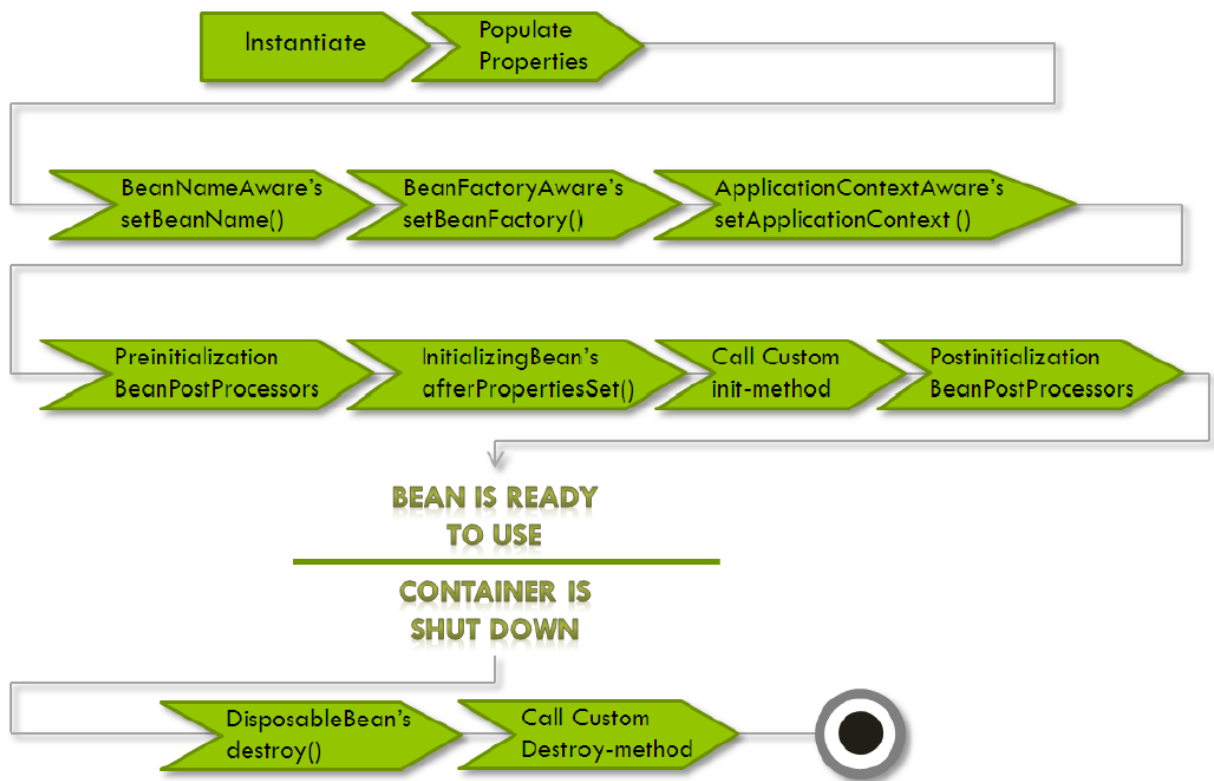 Instantiate
Populate
Properties
BeanNameAware's
setBeanName()
BeanFactoryAware's
setBeanFactory()
ApplicationContextAware's
setApplicationContext ()
Preinitialization
BeanPostProcessors
InitializingBean's
afterPropertiesSet()
Call Custom
init-method
Postinitialization
BeanPostProcessors
BEAN IS READY
TO USE
CONTAINER IS
SHUT DOWN
DisposableBean's
destroy()
Call Custom
Destroy-method